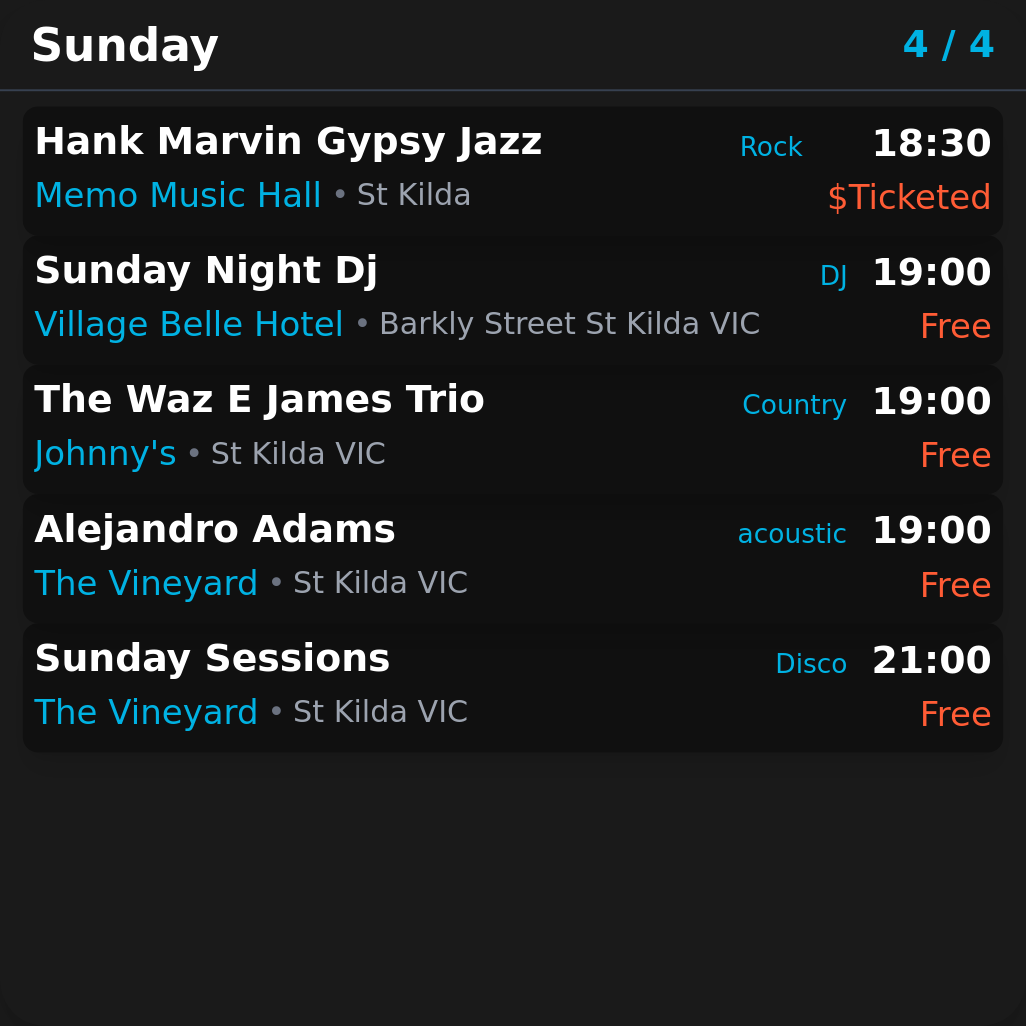 Sunday 4 / 4
Hank Marvin Gypsy Jazz Rock 18:30
Memo Music Hall • St Kilda $Ticketed
Sunday Night Dj DJ 19:00
Village Belle Hotel • Barkly Street St Kilda VIC Free
The Waz E James Trio Country 19:00
Johnny's • St Kilda VIC Free
Alejandro Adams acoustic 19:00
The Vineyard • St Kilda VIC Free
Sunday Sessions Disco 21:00
The Vineyard • St Kilda VIC Free